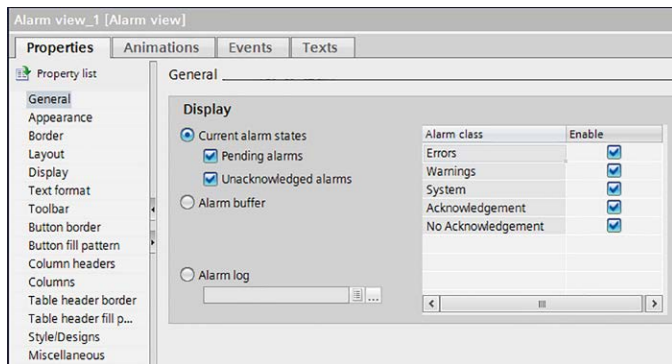 Alarm view_1 [Alarm view]
Properties
Animations
Events
Texts
Property list
General
Appearance
Border
Layout
Display
Text format
Toolbar
Button border
Button fill pattern
Column headers
Columns
Table header border
Table header fill p...
Style/Designs
Miscellaneous
General
Display
Current alarm states
Pending alarms
Unacknowledged alarms
Alarm buffer
Alarm log
...
Alarm class Enable
Errors
Warnings
System
Acknowledgement
No Acknowledgement